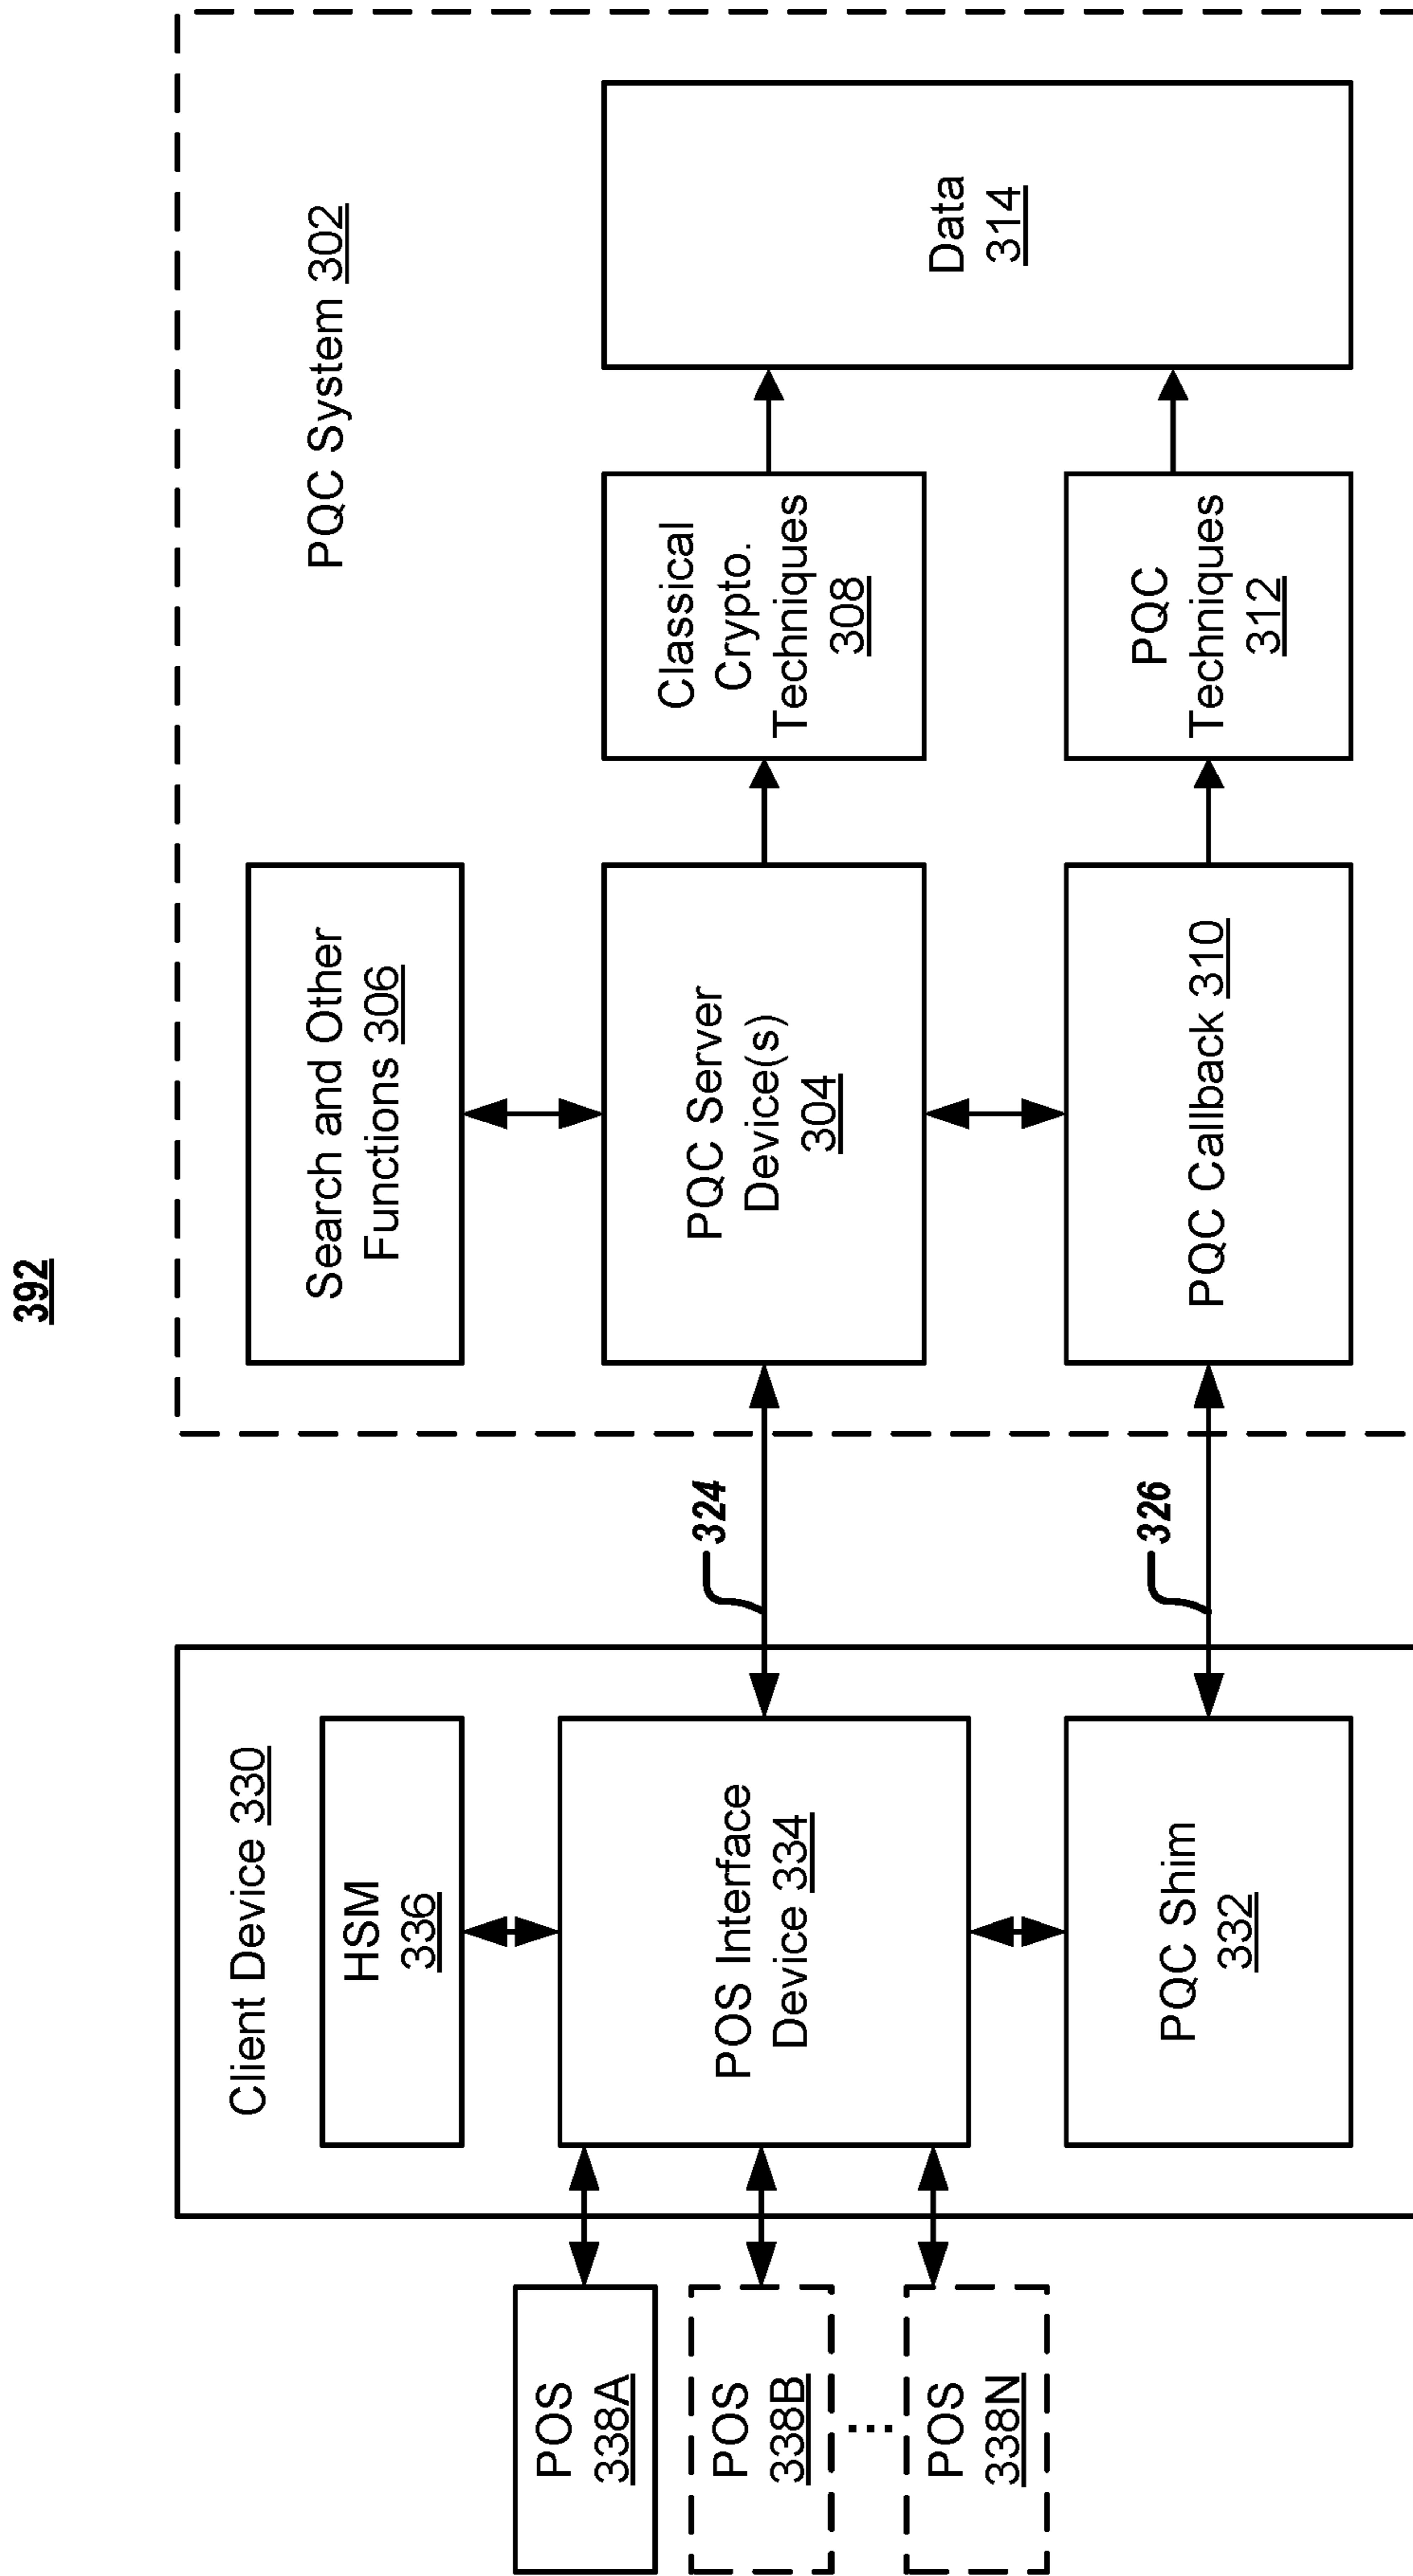 392
Client Device 330
HSM
336
POS Interface
Device 334
PQC Shim
332
POS
338A
POS
338B
...
POS
338N
324
326
PQC System 302
Search and Other
Functions 306
PQC Server
Device(s)
304
PQC Callback 310
Classical
Crypto.
Techniques
308
PQC
Techniques
312
Data
314